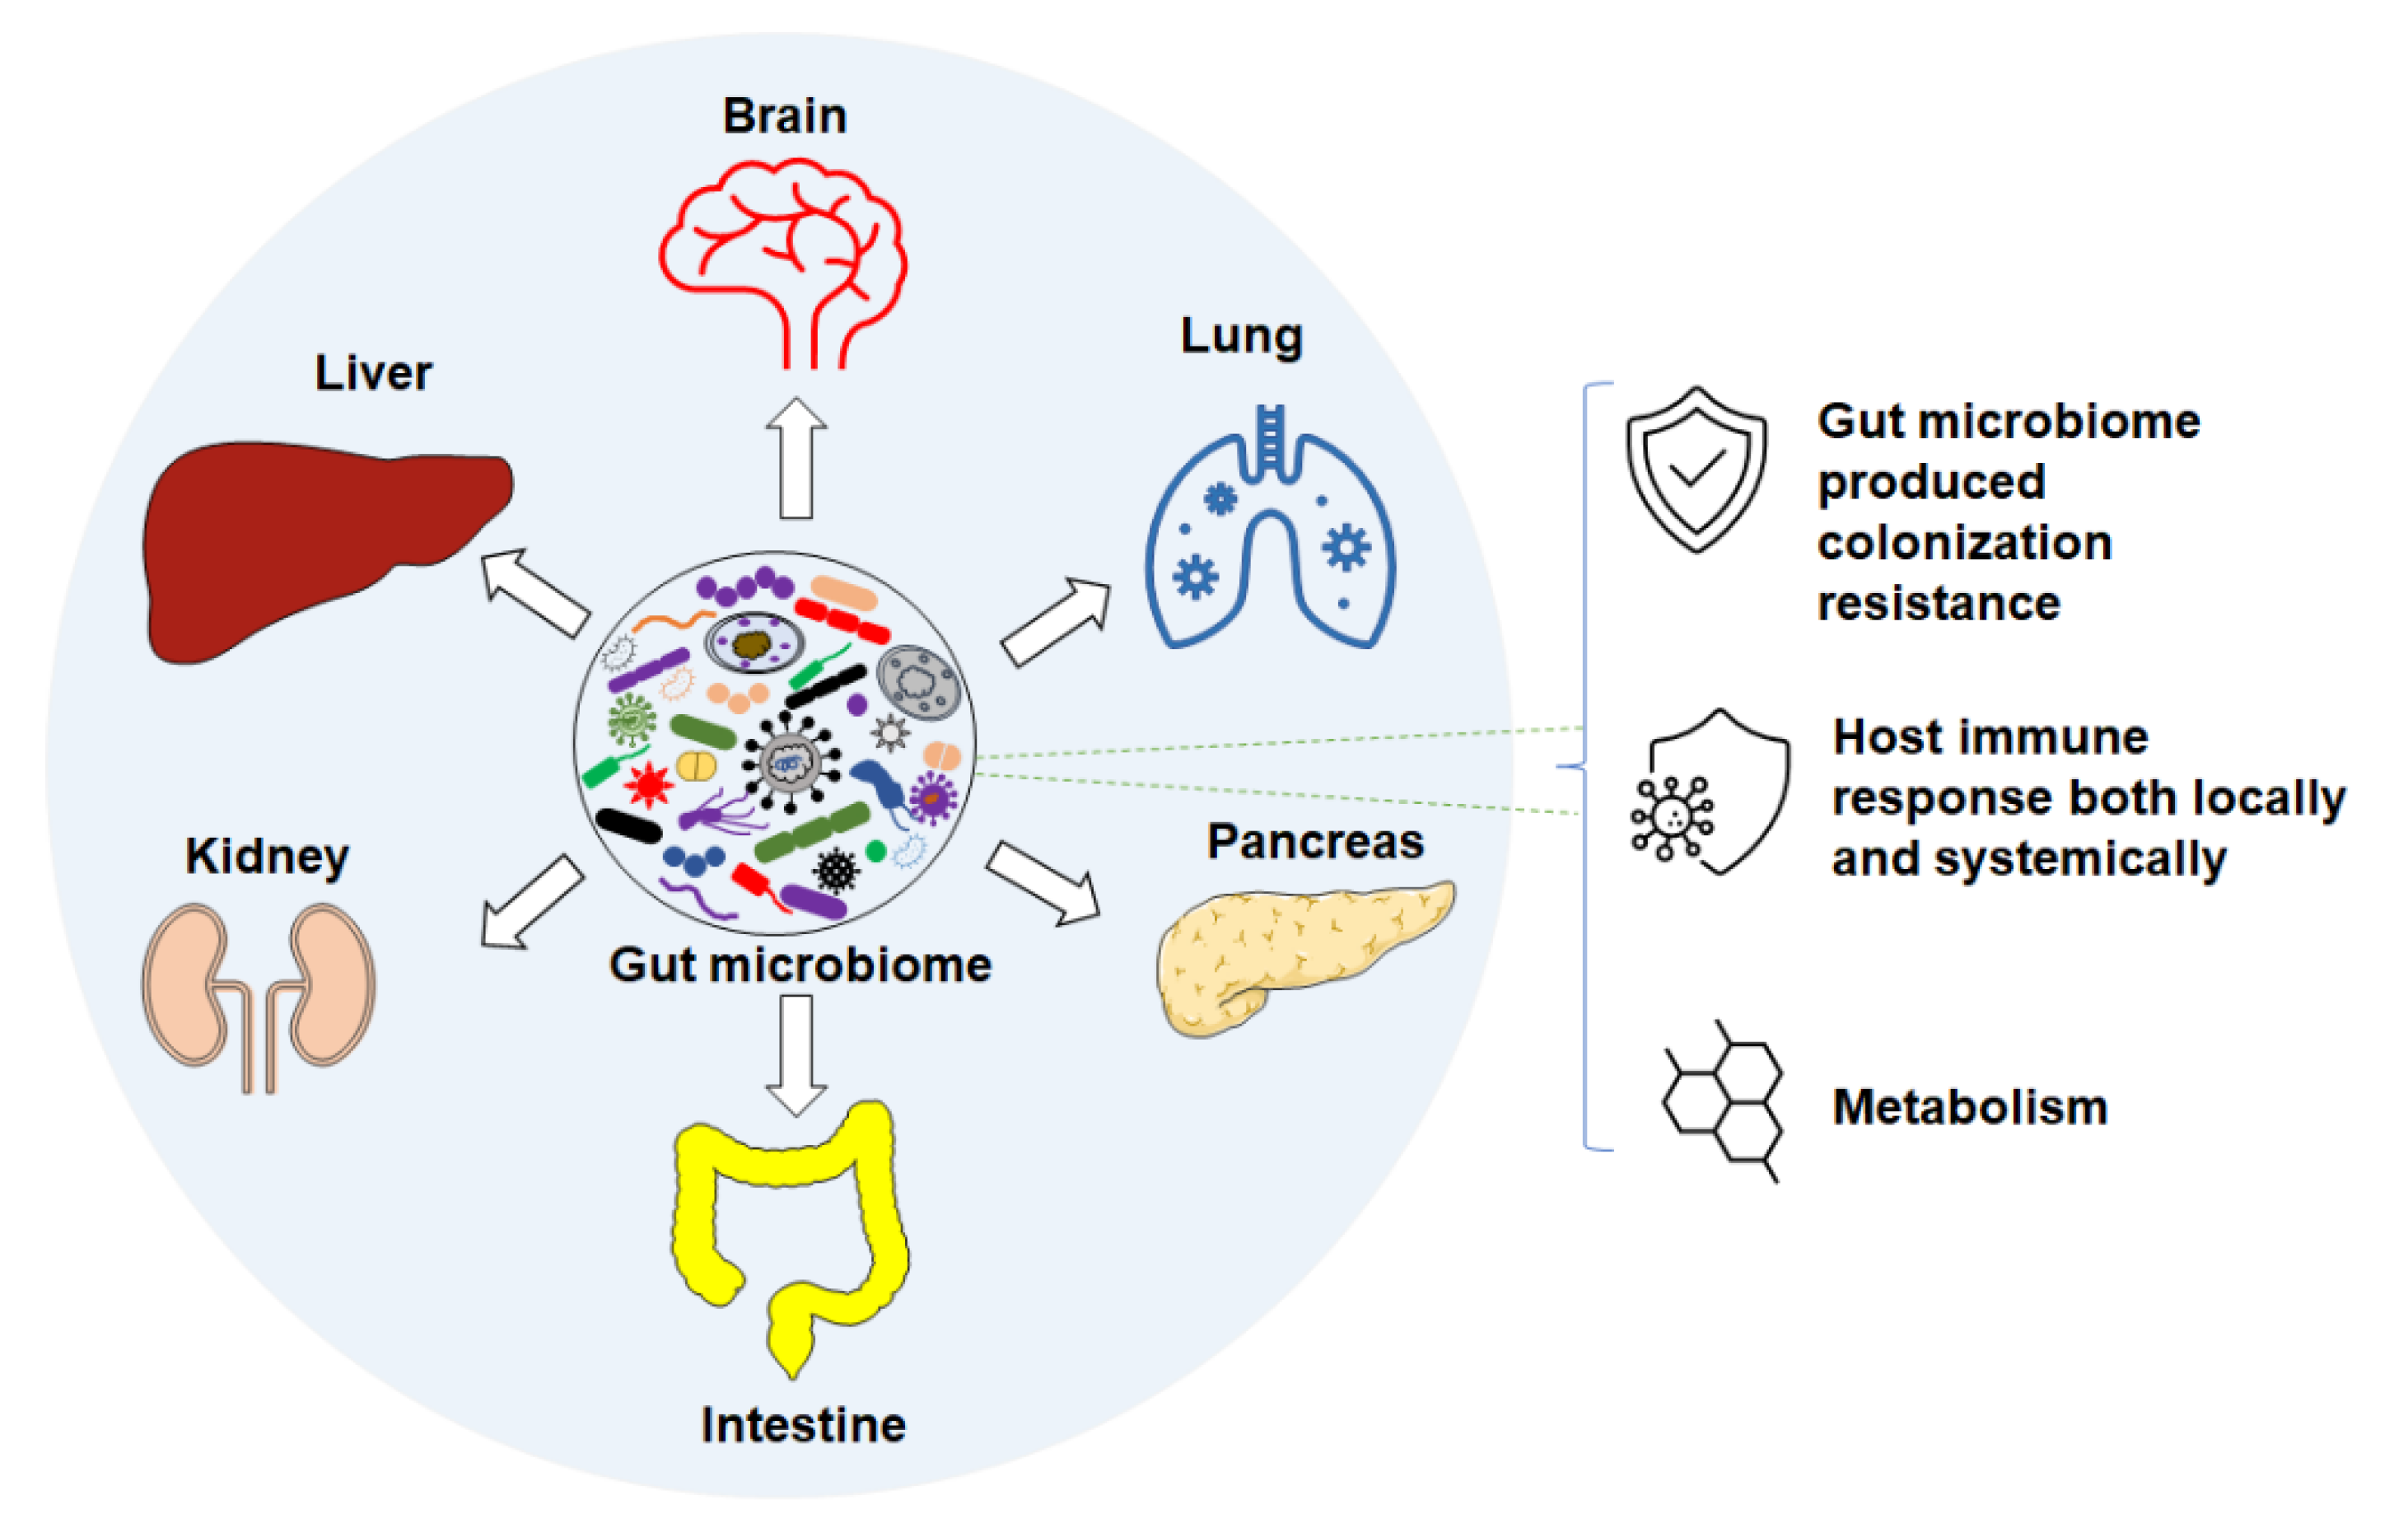 Brain
Lung
Liver
Gut microbiome
produced
colonization
resistance
Host immune
response both locally
and systemically
Kidney
Pancreas
Gut microbiome
Metabolism
Intestine